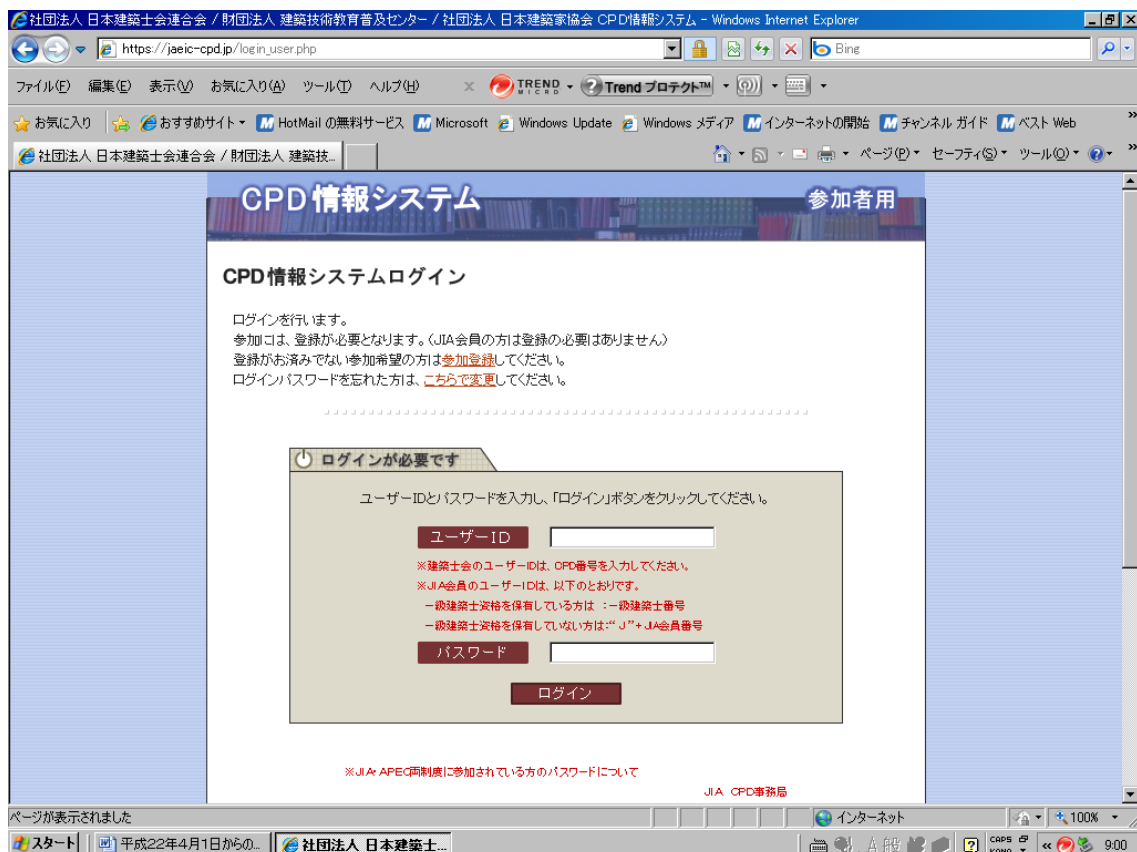 社団法人 日本建築士会連合会 / 財団法人 建築技術教育普及センター / 社団法人 日本建築家協会 CPD情報システム - Windows Internet Explorer
https://jaeic-cpd.jp/login_user.php
Bing
ファイル(F) 編集(E) 表示(V) お気に入り(A) ツール(T) ヘルプ(H) × TREND MICRO Trend プロテクト™
お気に入り おすすめサイト HotMail の無料サービス Microsoft Windows Update Windows メディア インターネットの開始 チャンネル ガイド ベスト Web »
社団法人 日本建築士会連合会 / 財団法人 建築技... ページ(P) セーフティ(S) ツール(O) »
CPD情報システム 参加者用
CPD情報システムログイン
ログインを行います。
参加には、登録が必要となります。(JIA会員の方は登録の必要はありません)
登録がお済みでない参加希望の方は参加登録してください。
ログインパスワードを忘れた方は、こちらで変更してください。
ログインが必要です
ユーザーIDとパスワードを入力し、「ログイン」ボタンをクリックしてください。
ユーザーID
※建築士会のユーザーIDは、CPD番号を入力してください。
※JIA会員のユーザーIDは、以下のとおりです。
一級建築士資格を保有している方は :一級建築士番号
一級建築士資格を保有していない方は:“ J ”+ JIA会員番号
パスワード
ログイン
※JIA・APEC両制度に参加されている方のパスワードについて
JIA CPD事務局
ページが表示されました インターネット 100%
スタート 平成22年4月1日からの... 社団法人 日本建築士... A 般 CAPS KANA « 9:00